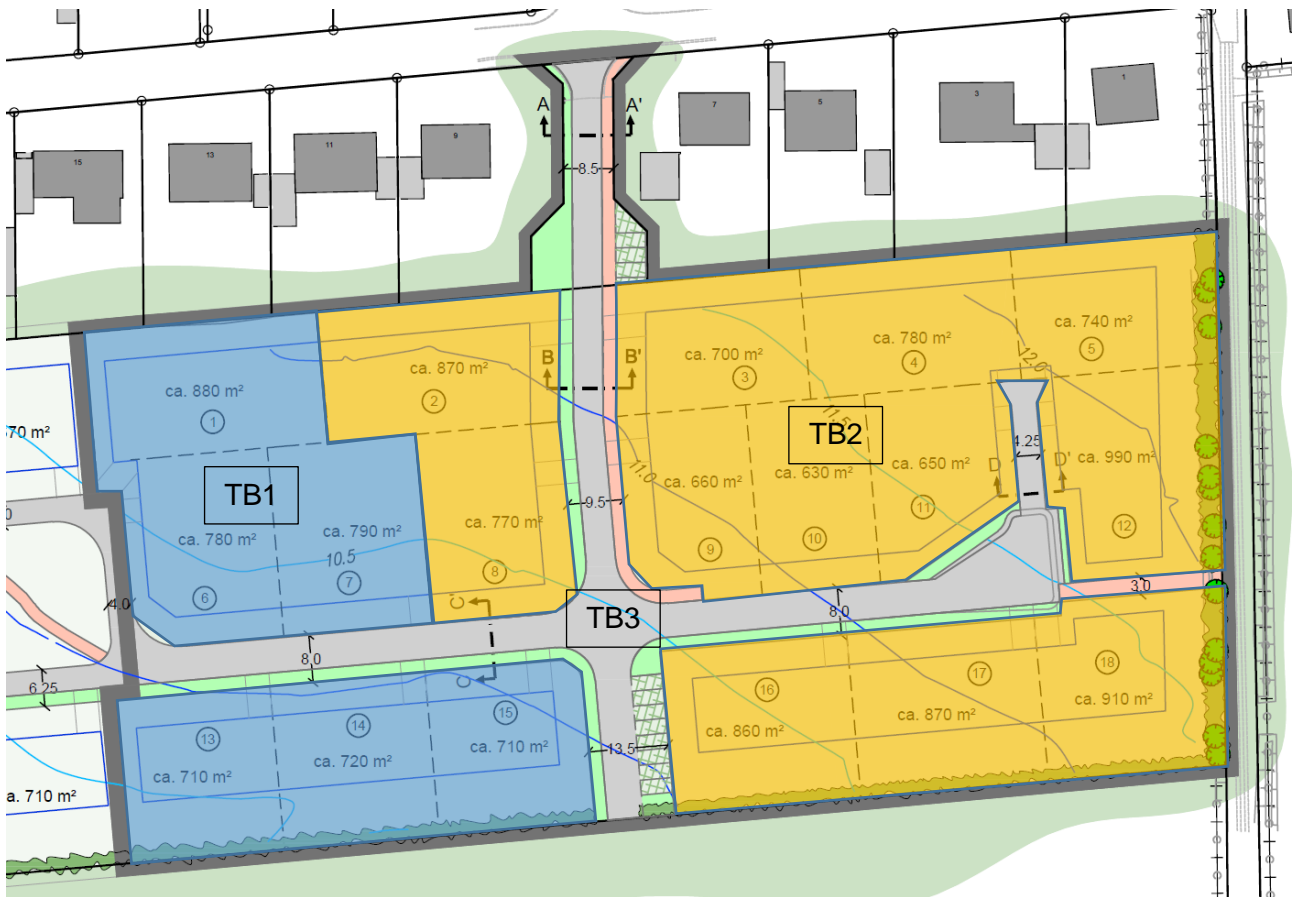 1
3
7
5
9
11
13
15
A
A'
8.5
ca. 740 m²
5
ca. 780 m²
4
12.0
ca. 700 m²
3
B
B'
ca. 870 m²
2
ca. 880 m²
1
11.5
TB2
70 m²
4.25
D
D'
ca. 990 m²
ca. 650 m²
11
ca. 630 m²
ca. 660 m²
11.0
TB1
9.5
0
ca. 770 m²
8
ca. 790 m²
ca. 780 m²
10.5
10
9
12
7
6
3.0
4.0
C'
TB3
8.0
8.0
6.25
C
18
17
16
15
14
13
ca. 910 m²
ca. 870 m²
ca. 860 m²
13.5
ca. 710 m²
ca. 720 m²
ca. 710 m²
a. 710 m²